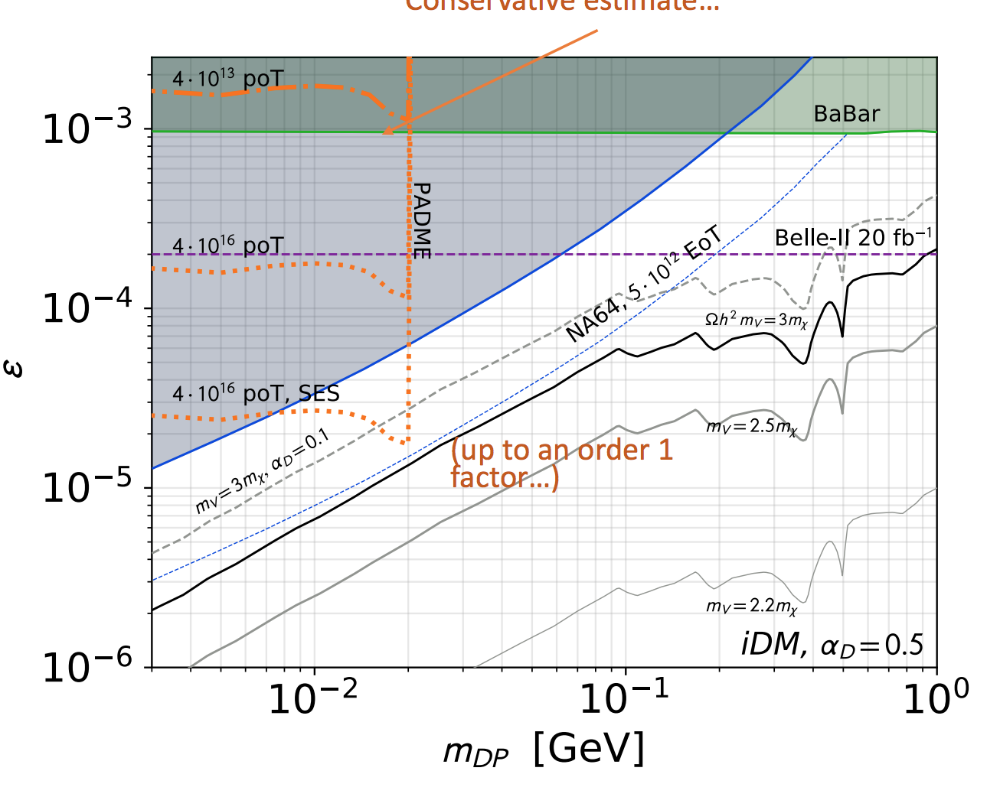 Conservative estimate...
4·10¹³ poT
BaBar
10⁻³
PADME
4·10¹⁶ poT
Belle-II 20 fb⁻¹
NA64, 5·10¹² EoT
10⁻⁴
Ωh² m_V=3m_χ
ε
4·10¹⁶ poT, SES
m_V=3m_χ, α_D=0.1
m_V=2.5m_χ
(up to an order 1
factor...)
10⁻⁵
m_V=2.2m_χ
iDM, α_D=0.5
10⁻⁶
10⁻² 10⁻¹ 10⁰
m_DP [GeV]